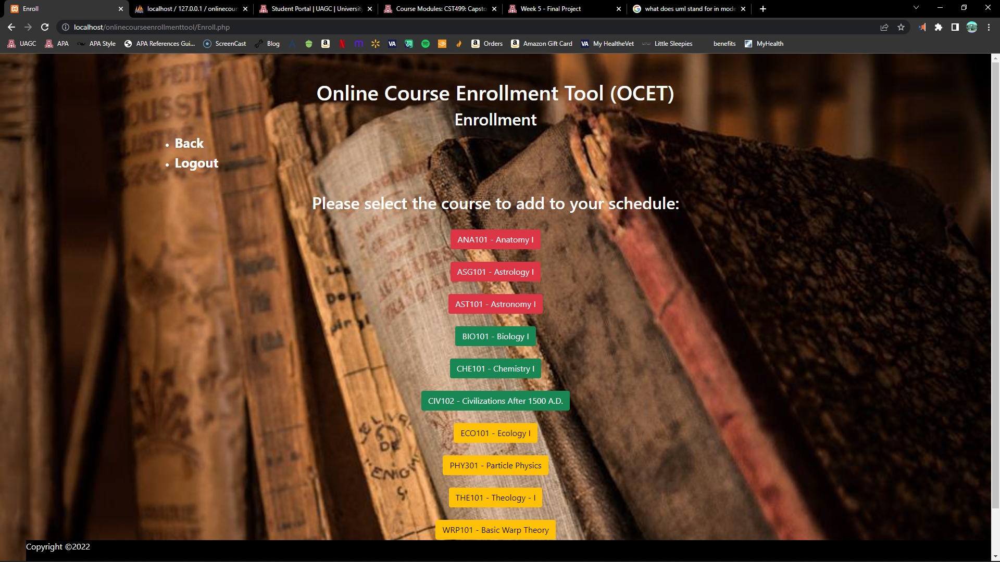 Enroll
localhost / 127.0.0.1 / onlinecour
Student Portal | UAGC | University
Course Modules: CST499: Capsto
Week 5 - Final Project
what does uml stand for in mode
localhost/onlinecourseenrollmenttool/Enroll.php
UAGC
APA
APA Style
APA References Gui...
ScreenCast
Blog
Orders
Amazon Gift Card
My HealtheVet
Little Sleepies
benefits
MyHealth
Online Course Enrollment Tool (OCET)
Enrollment
Back
Logout
Please select the course to add to your schedule:
ANA101 - Anatomy I
ASG101 - Astrology I
AST101 - Astronomy I
BIO101 - Biology I
CHE101 - Chemistry I
CIV102 - Civilizations After 1500 A.D.
ECO101 - Ecology I
PHY301 - Particle Physics
THE101 - Theology - I
WRP101 - Basic Warp Theory
Copyright ©2022